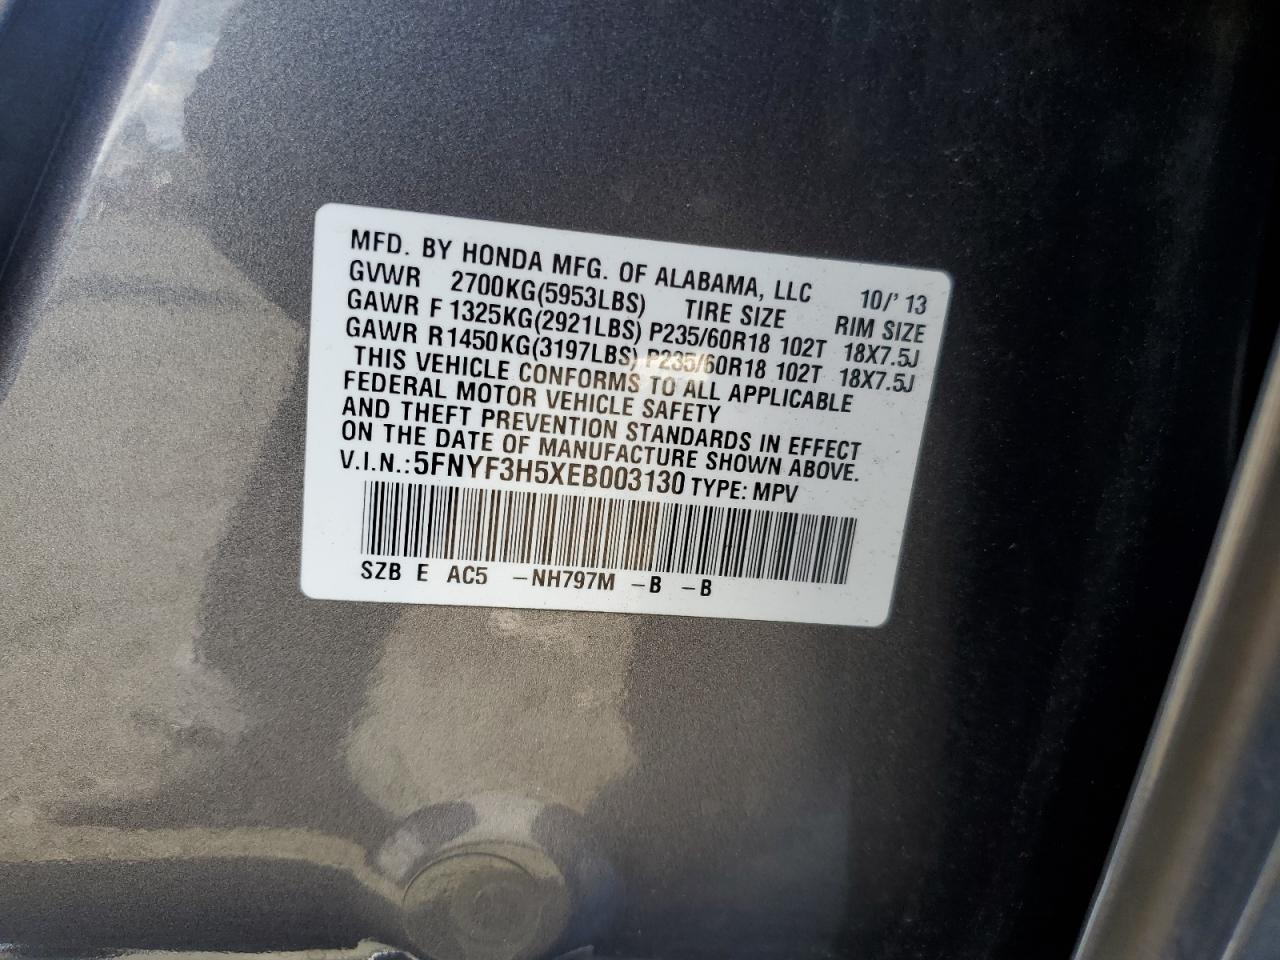 MFD. BY HONDA MFG. OF ALABAMA, LLC 10/'13
GVWR 2700KG(5953LBS) TIRE SIZE RIM SIZE
GAWR F 1325KG(2921LBS) P235/60R18 102T 18X7.5J
GAWR R1450KG(3197LBS) P235/60R18 102T 18X7.5J
THIS VEHICLE CONFORMS TO ALL APPLICABLE
FEDERAL MOTOR VEHICLE SAFETY
AND THEFT PREVENTION STANDARDS IN EFFECT
ON THE DATE OF MANUFACTURE SHOWN ABOVE.
V.I.N.:5FNYF3H5XEB003130 TYPE: MPV
SZB E AC5 -NH797M -B -B